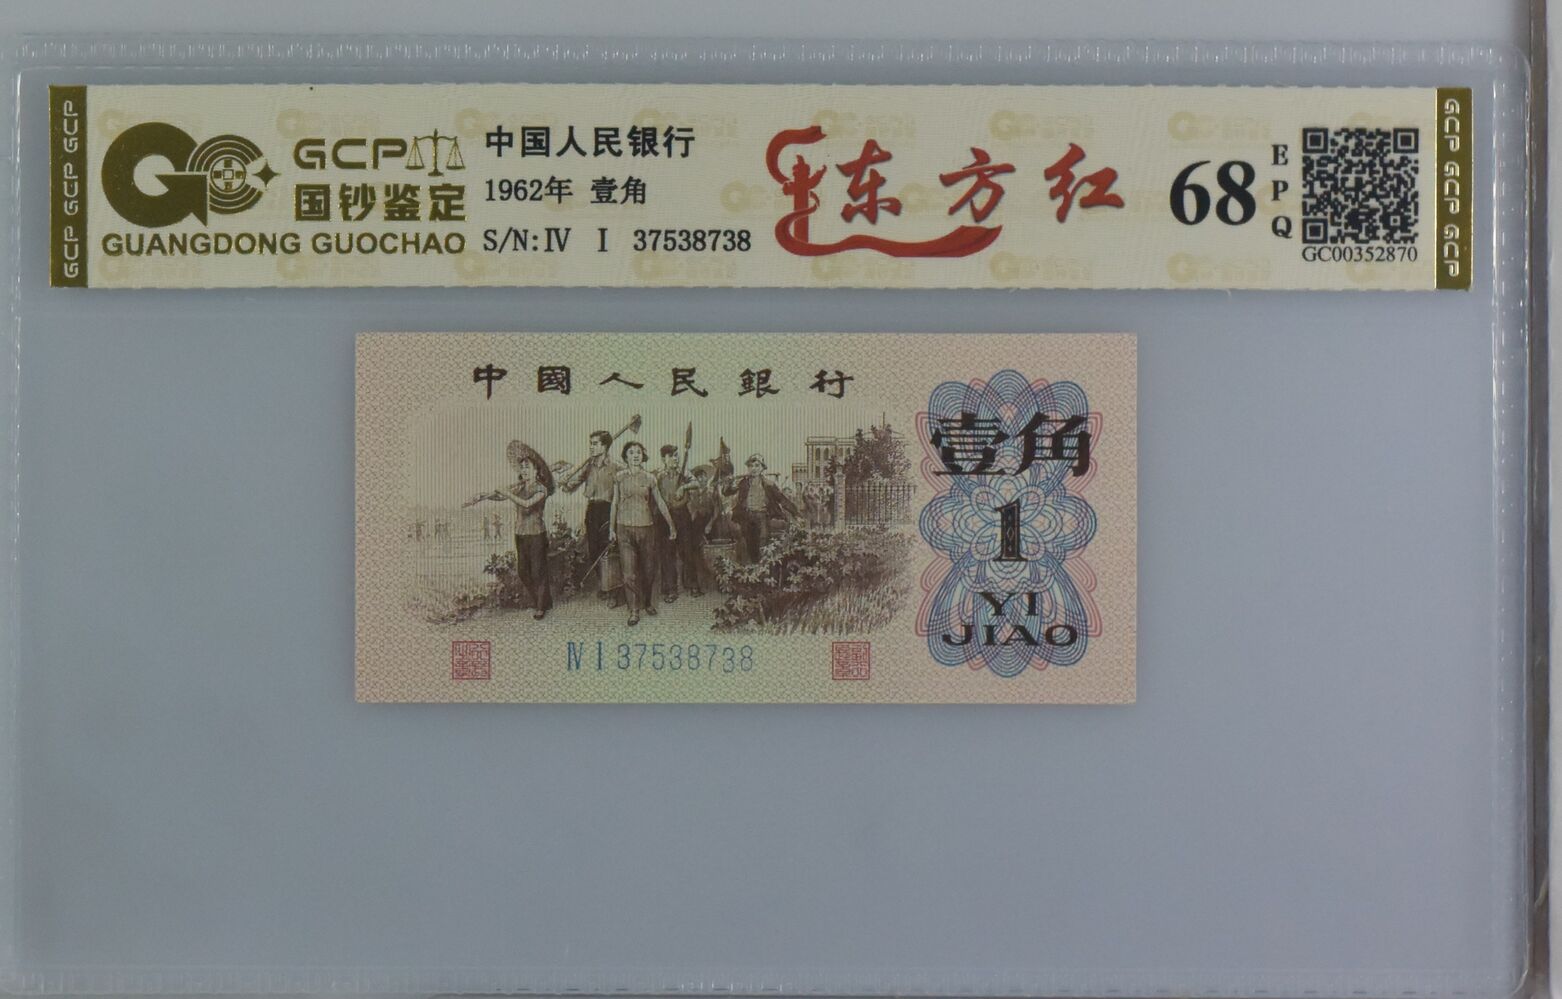 GCP GCP GCP
GCP
国钞鉴定
GUANGDONG GUOCHAO
中国人民银行
1962年 壹角
S/N:IV I 37538738
东方红
68
EPQ
GC00352870
GCP GCP GCP
中國人民銀行
壹角
1
YI
JIAO
IV I 37538738